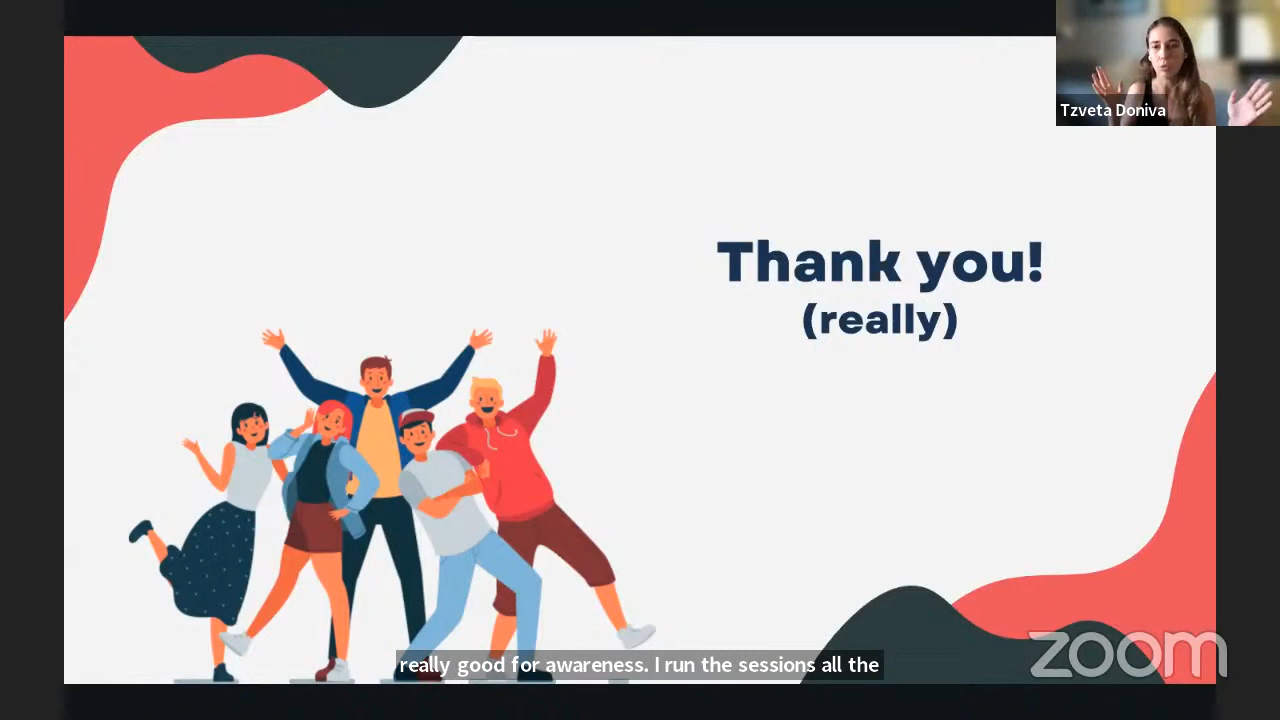 Tzveta Doniva
Thank you!
(really)
really good for awareness. I run the sessions all the
zoom